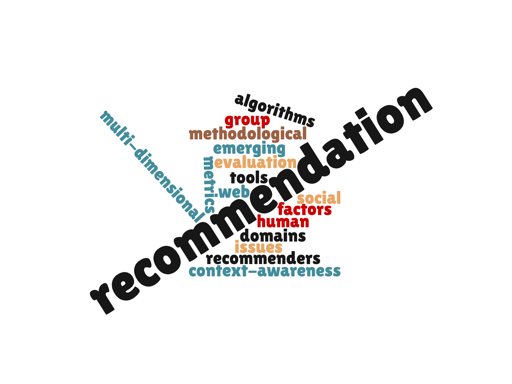 algorithms
group
methodological
emerging
evaluation
multi-dimensional
metrics
tools
web
recommendation
social
factors
human
domains
issues
recommenders
context-awareness